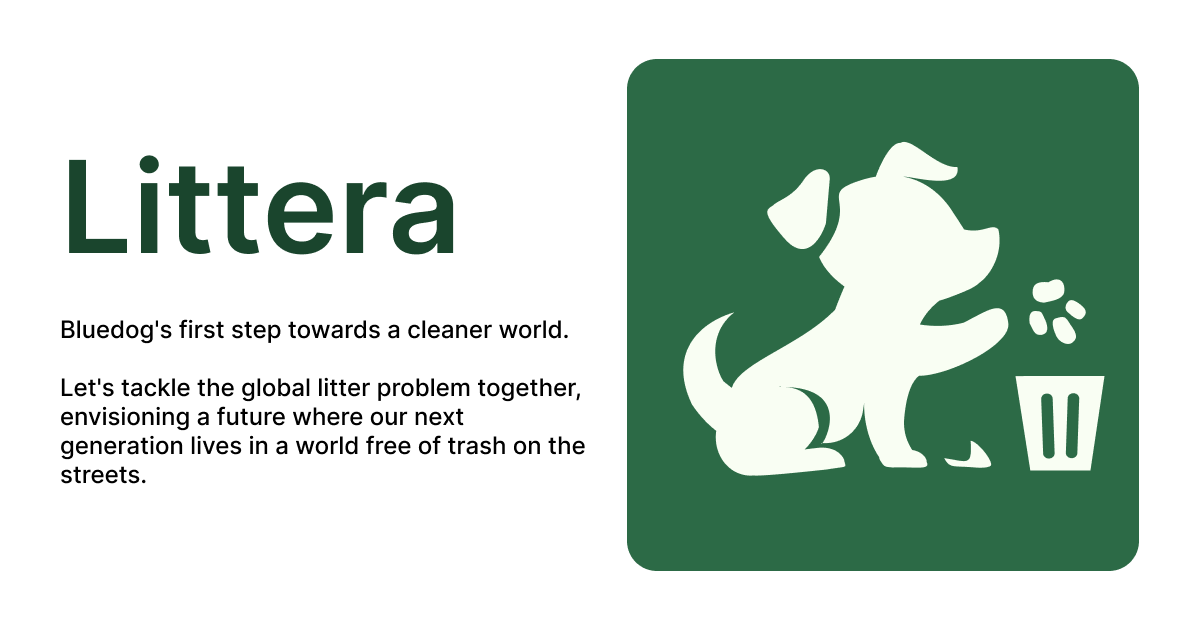 Littera
Bluedog's first step towards a cleaner world.
Let's tackle the global litter problem together,
envisioning a future where our next
generation lives in a world free of trash on the
streets.